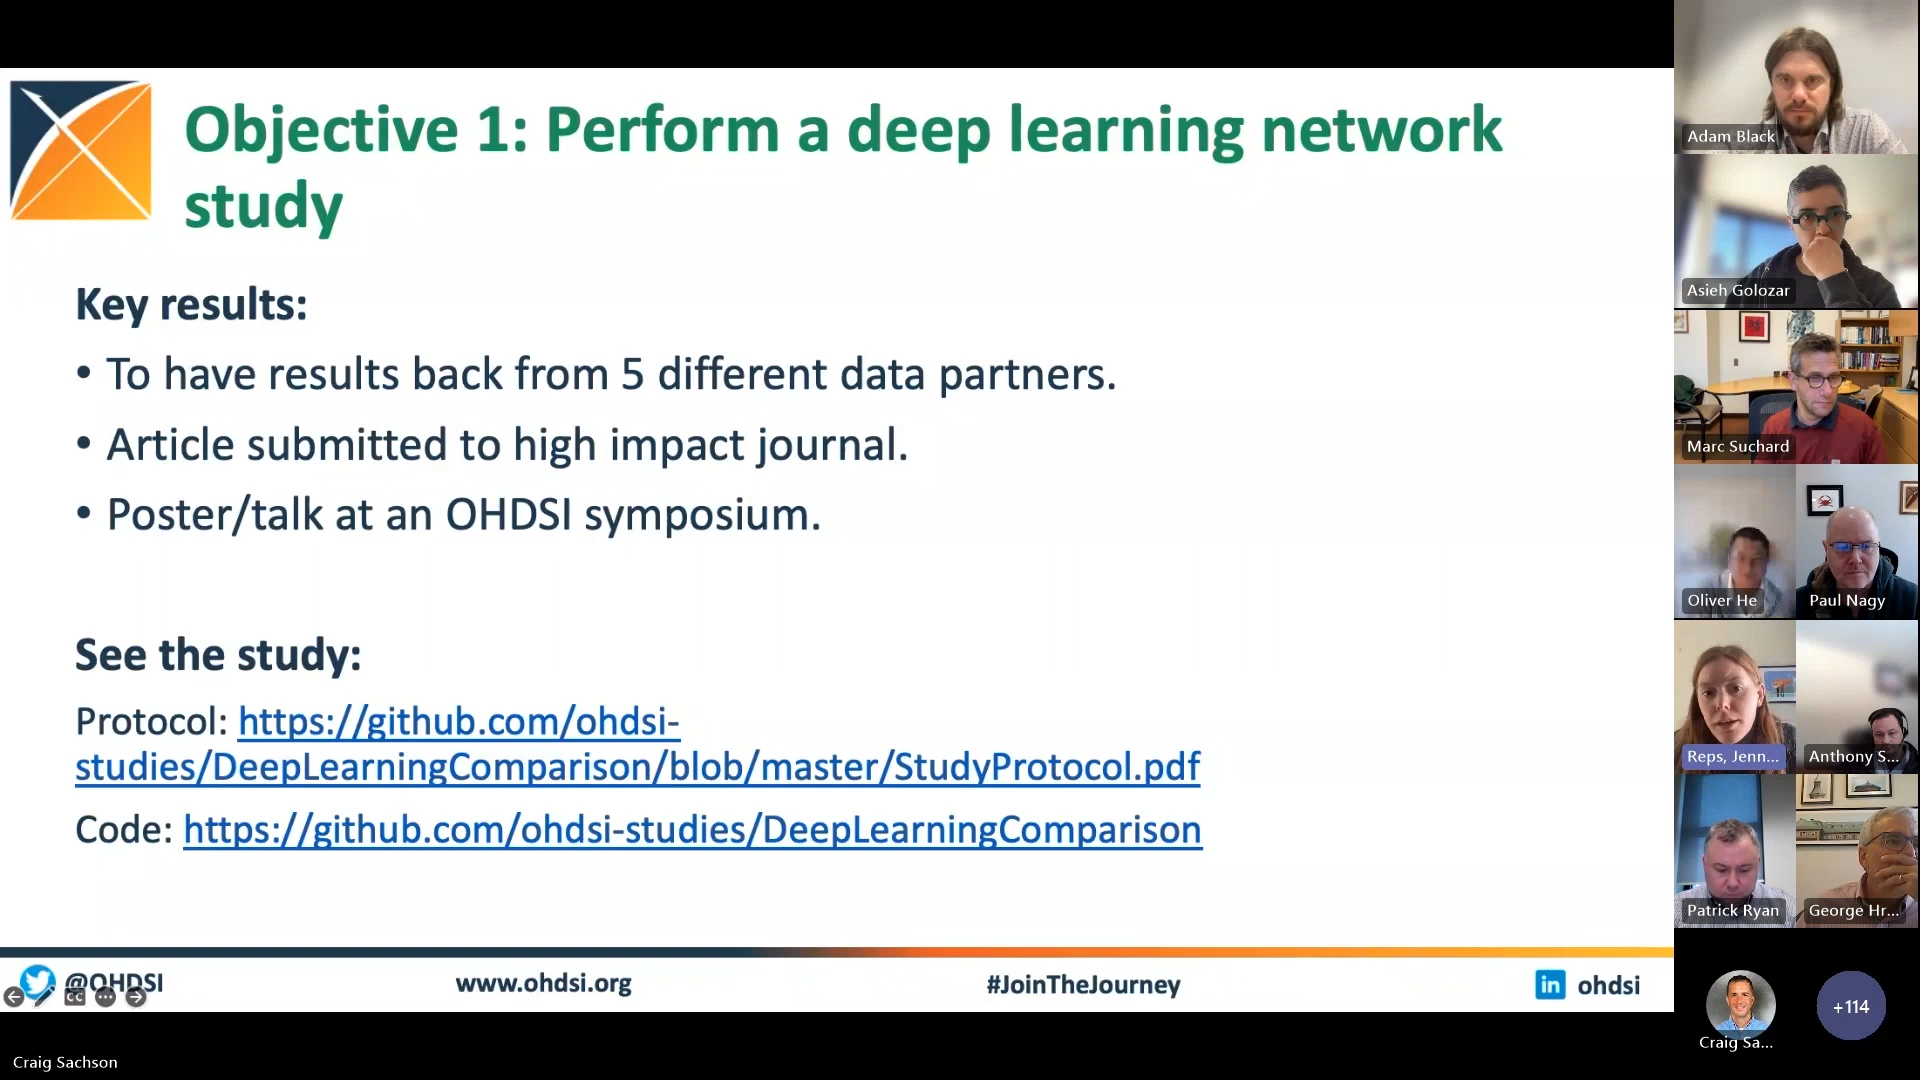 Objective 1: Perform a deep learning network
study
Key results:
• To have results back from 5 different data partners.
• Article submitted to high impact journal.
• Poster/talk at an OHDSI symposium.
See the study:
Protocol: https://github.com/ohdsi-
studies/DeepLearningComparison/blob/master/StudyProtocol.pdf
Code: https://github.com/ohdsi-studies/DeepLearningComparison
@OHDSI
www.ohdsi.org
#JoinTheJourney
in ohdsi
CC
Craig Sachson
Adam Black
Asieh Golozar
Marc Suchard
Oliver He
Paul Nagy
Reps, Jenn...
Anthony S...
Patrick Ryan
George Hr...
Craig Sa...
+114